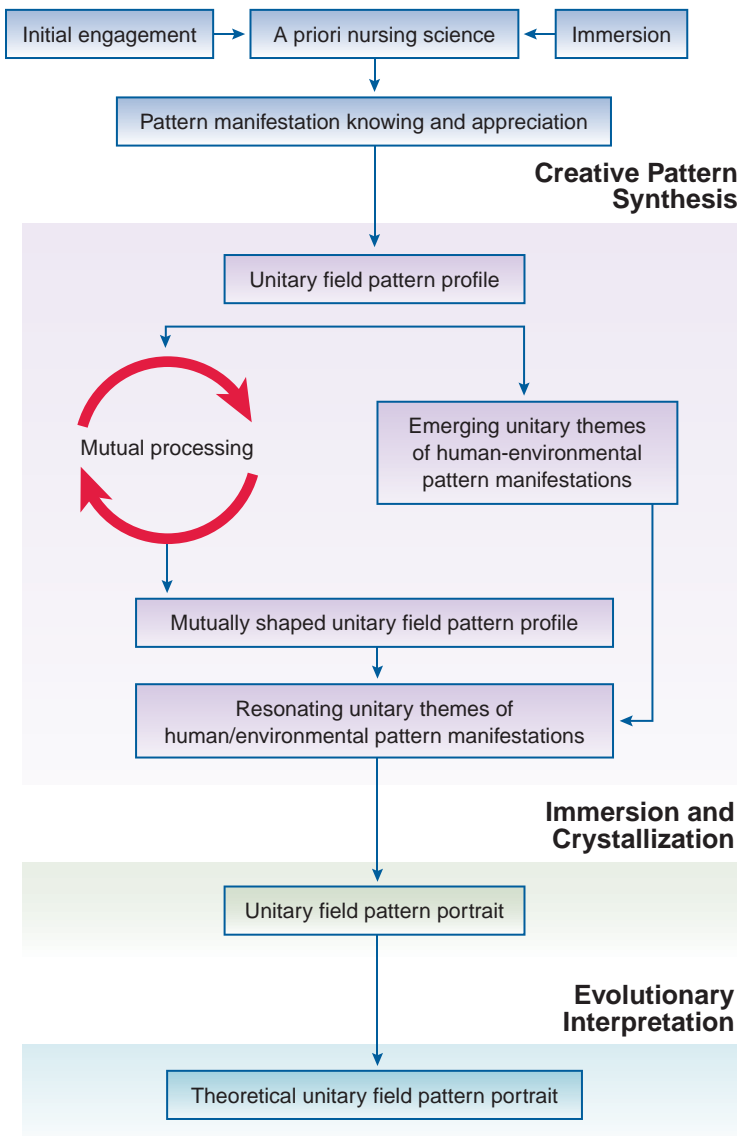 Initial engagement
A priori nursing science
Immersion
Pattern manifestation knowing and appreciation
Creative Pattern
Synthesis
Unitary field pattern profile
Mutual processing
Emerging unitary themes
of human-environmental
pattern manifestations
Mutually shaped unitary field pattern profile
Resonating unitary themes of
human/environmental pattern manifestations
Immersion and
Crystallization
Unitary field pattern portrait
Evolutionary
Interpretation
Theoretical unitary field pattern portrait